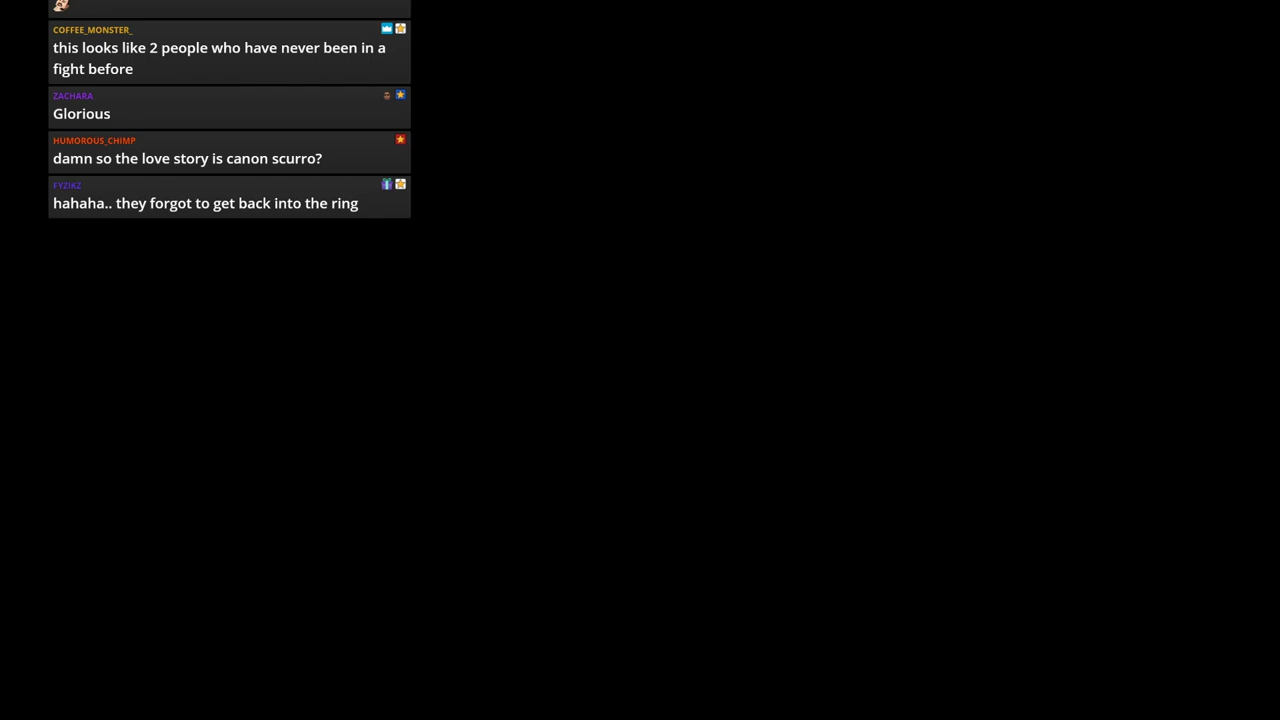 COFFEE_MONSTER_
this looks like 2 people who have never been in a
fight before
ZACHARA
Glorious
HUMOROUS_CHIMP
damn so the love story is canon scurro?
FYZIKZ
hahaha.. they forgot to get back into the ring